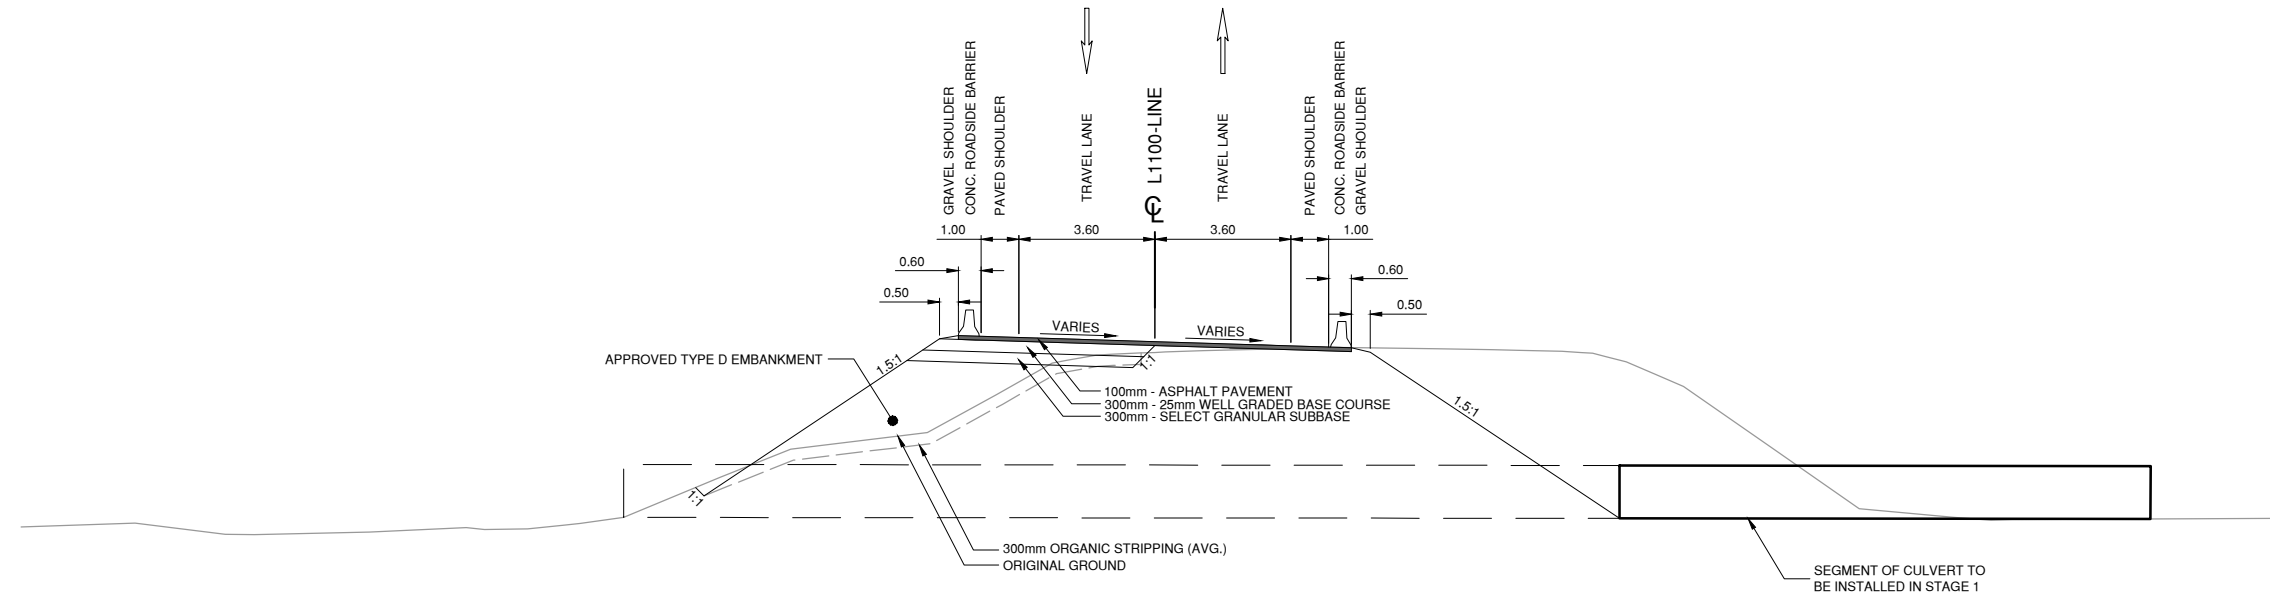 GRAVEL SHOULDER
CONC. ROADSIDE BARRIER
PAVED SHOULDER
TRAVEL LANE
℄ L1100-LINE
TRAVEL LANE
PAVED SHOULDER
CONC. ROADSIDE BARRIER
GRAVEL SHOULDER
1.00
3.60
3.60
1.00
0.60
0.60
0.50
0.50
VARIES
VARIES
APPROVED TYPE D EMBANKMENT
1.5:1
1:1
100mm - ASPHALT PAVEMENT
300mm - 25mm WELL GRADED BASE COURSE
300mm - SELECT GRANULAR SUBBASE
1.5:1
1:1
300mm ORGANIC STRIPPING (AVG.)
ORIGINAL GROUND
SEGMENT OF CULVERT TO
BE INSTALLED IN STAGE 1